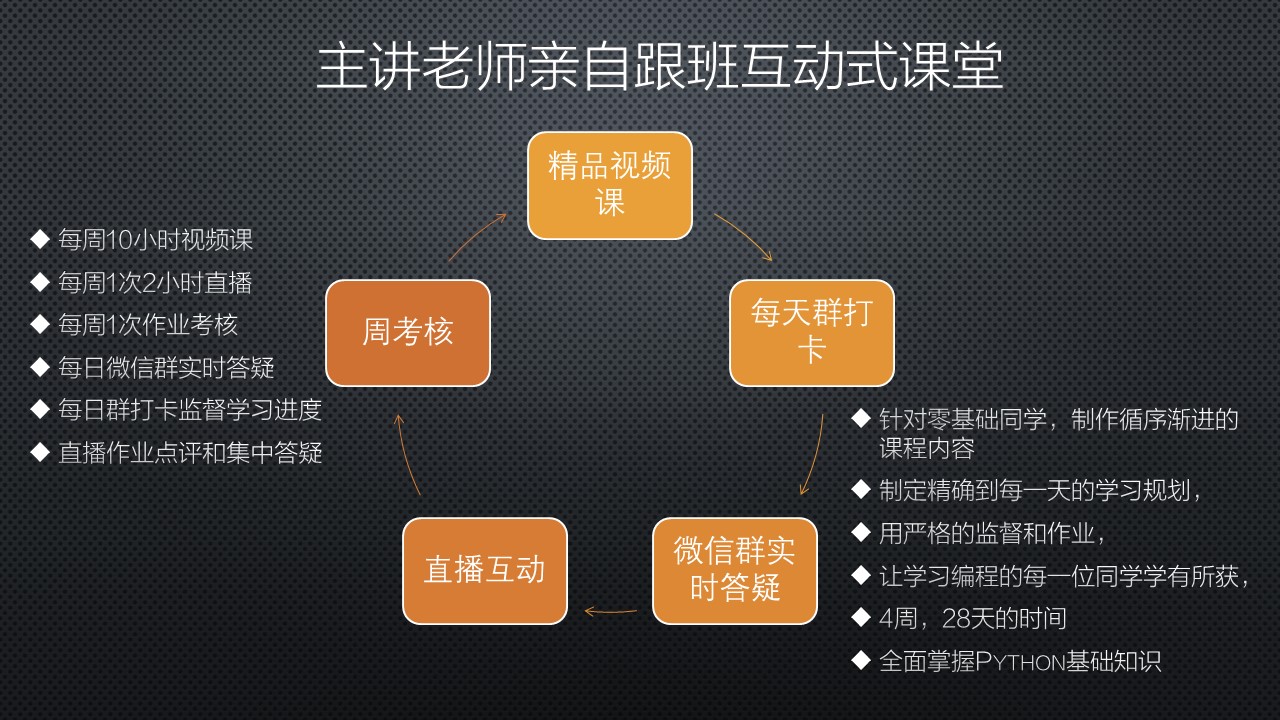 主讲老师亲自跟班互动式课堂
精品视频
课
每天群打
卡
微信群实
时答疑
直播互动
周考核
◆ 每周10小时视频课
◆ 每周1次2小时直播
◆ 每周1次作业考核
◆ 每日微信群实时答疑
◆ 每日群打卡监督学习进度
◆ 直播作业点评和集中答疑
◆ 针对零基础同学，制作循序渐进的
课程内容
◆ 制定精确到每一天的学习规划，
◆ 用严格的监督和作业，
◆ 让学习编程的每一位同学学有所获，
◆ 4周，28天的时间
◆ 全面掌握PYTHON基础知识